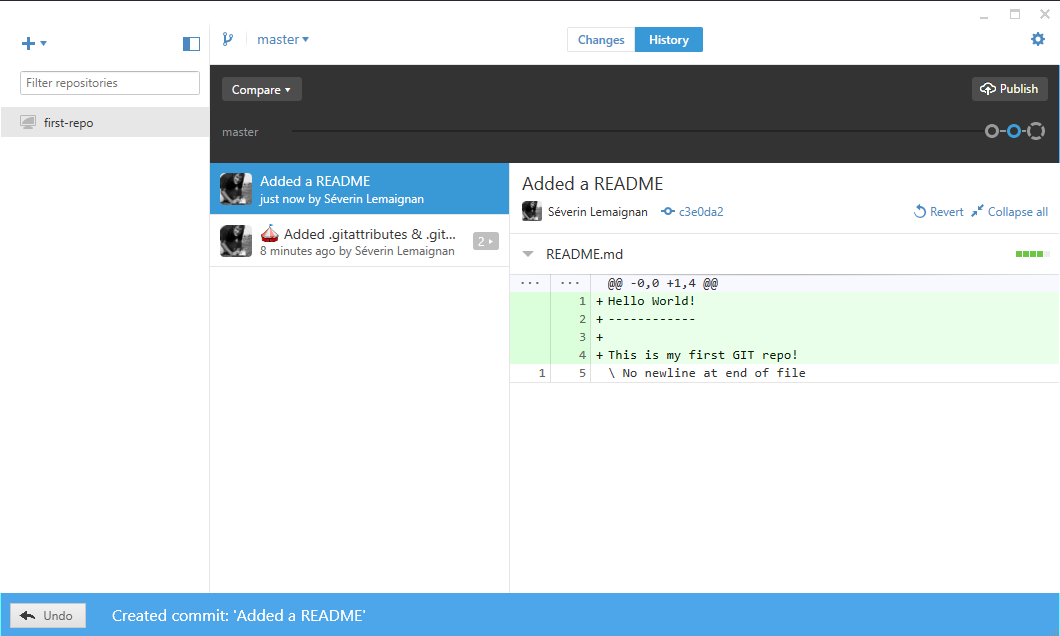 master
Changes
History
Filter repositories
first-repo
Compare
Publish
master
Added a README
just now by Séverin Lemaignan
Added .gitattributes & .git...
8 minutes ago by Séverin Lemaignan
2
Added a README
Séverin Lemaignan
c3e0da2
Revert
Collapse all
README.md
... ... @@ -0,0 +1,4 @@
1 + Hello World!
2 + ------------
3 +
4 + This is my first GIT repo!
1 5 \ No newline at end of file
Undo
Created commit: 'Added a README'